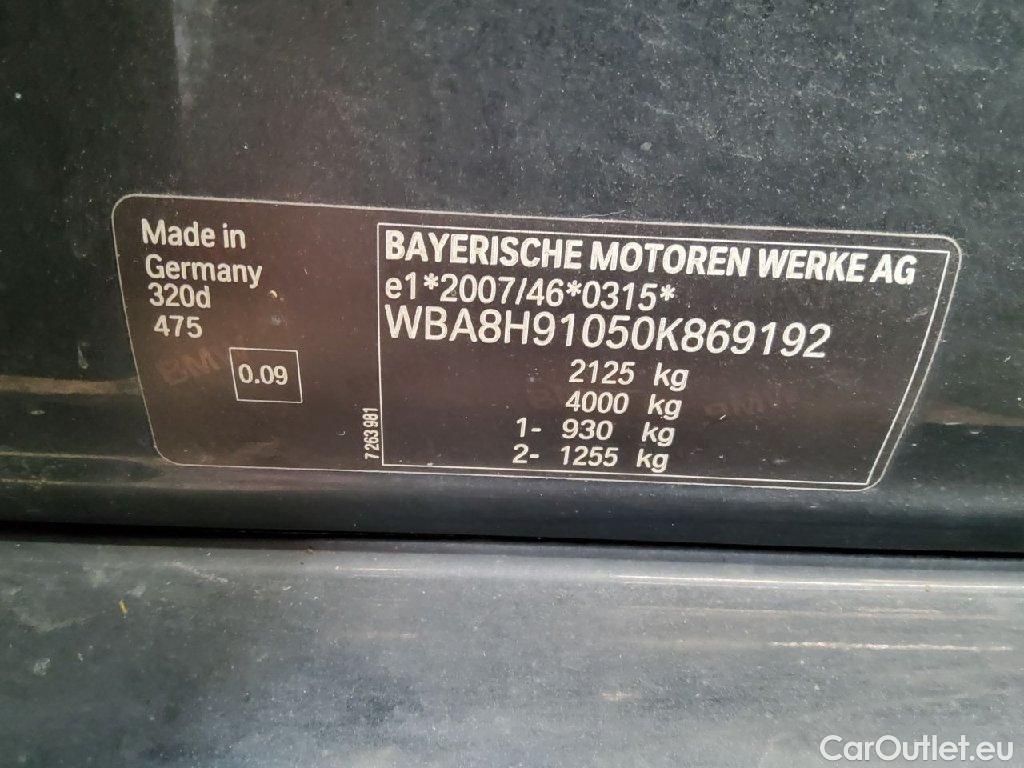 Made in
Germany
320d
475
0.09
7 263 981
BAYERISCHE MOTOREN WERKE AG
e1*2007/46*0315*
WBA8H91050K869192
2125 kg
4000 kg
1- 930 kg
2- 1255 kg
CarOutlet.eu